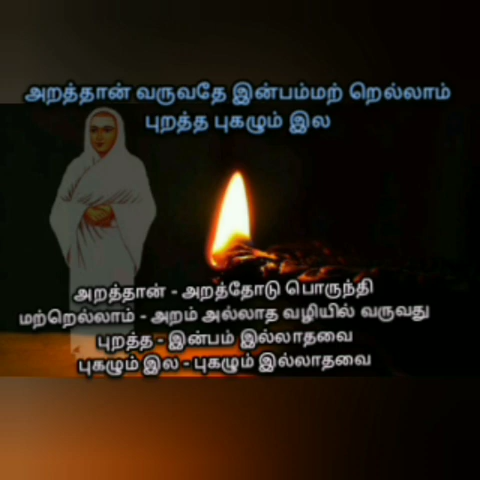 அறத்தான் வருவதே இன்பம்மற் றெல்லாம்
புறத்த புகழும் இல
அறத்தான் - அறத்தோடு பொருந்தி
மற்றெல்லாம் - அறம் அல்லாத வழியில் வருவது
புறத்த - இன்பம் இல்லாதவை
புகழும் இல - புகழும் இல்லாதவை